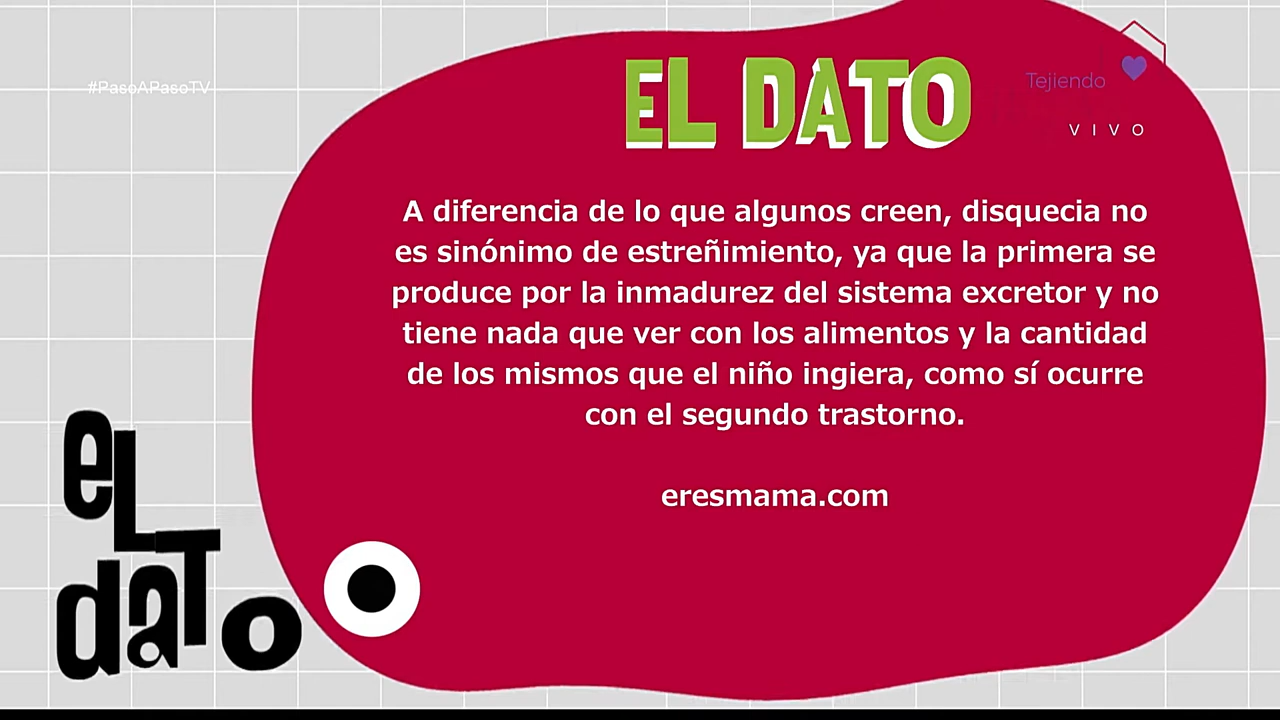 #PasoAPasoTV
EL DATO
Tejiendo
VIVO
A diferencia de lo que algunos creen, disquecia no
es sinónimo de estreñimiento, ya que la primera se
produce por la inmadurez del sistema excretor y no
tiene nada que ver con los alimentos y la cantidad
de los mismos que el niño ingiera, como sí ocurre
con el segundo trastorno.
eresmama.com
eL
daTo